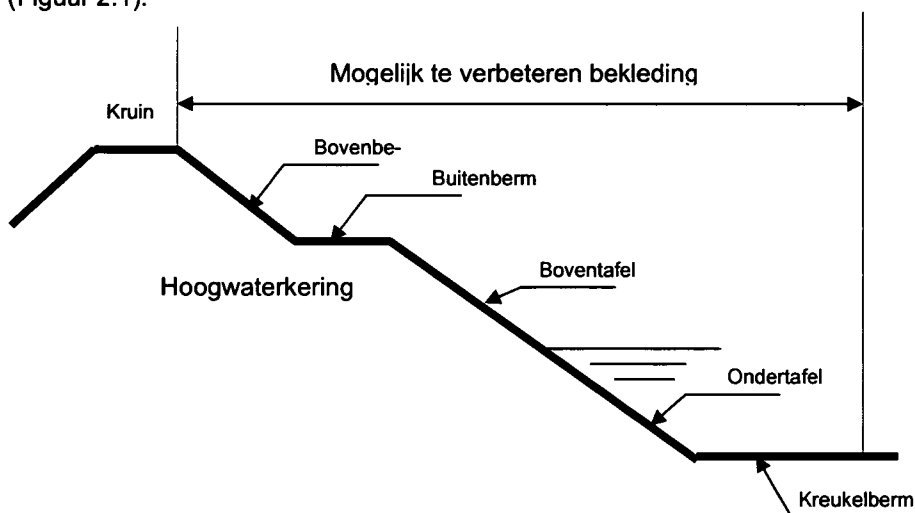 (Figuur 2.1).
Mogelijk te verbeteren bekleding
Kruin
Bovenbe-
Buitenberm
Boventafel
Hoogwaterkering
Ondertafel
Kreukelberm